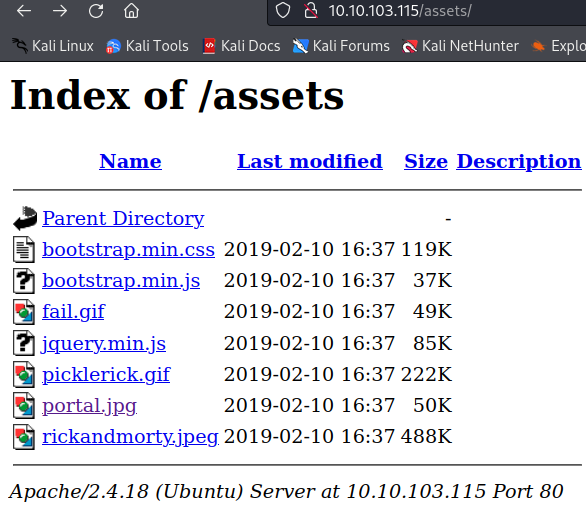 10.10.103.115/assets/
Kali Linux Kali Tools Kali Docs Kali Forums Kali NetHunter Explo
Index of /assets
Name Last modified Size Description
Parent Directory -
bootstrap.min.css 2019-02-10 16:37 119K
bootstrap.min.js 2019-02-10 16:37 37K
fail.gif 2019-02-10 16:37 49K
jquery.min.js 2019-02-10 16:37 85K
picklerick.gif 2019-02-10 16:37 222K
portal.jpg 2019-02-10 16:37 50K
rickandmorty.jpeg 2019-02-10 16:37 488K
Apache/2.4.18 (Ubuntu) Server at 10.10.103.115 Port 80